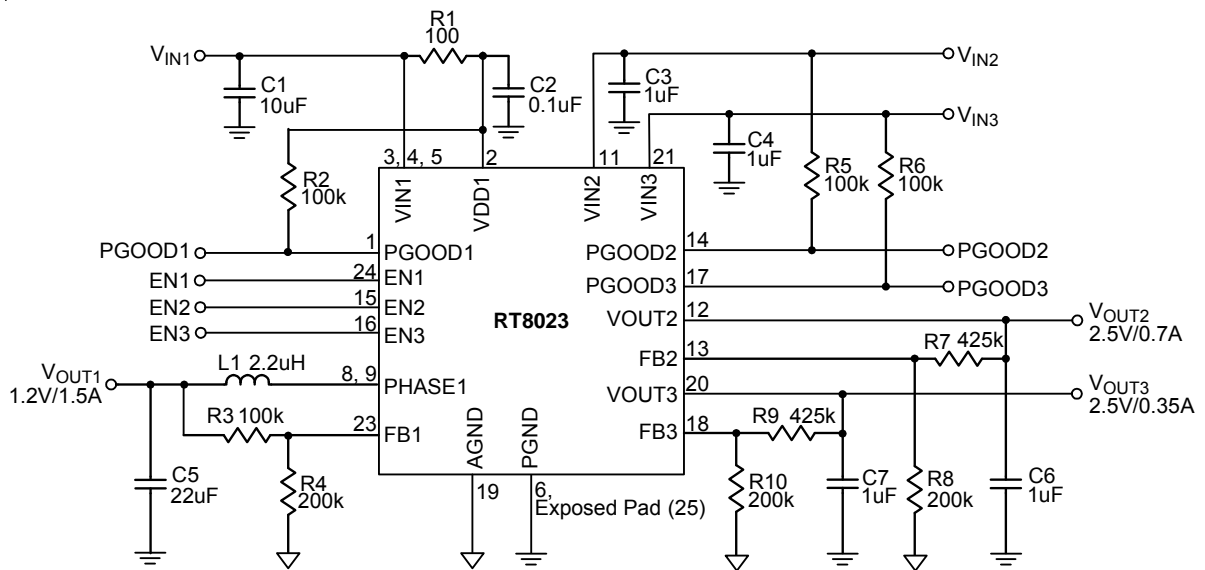 R1
100
VIN1
C1
10uF
C2
0.1uF
C3
1uF
VIN2
VIN3
C4
1uF
3, 4, 5
2
11
21
R2
100k
R5
100k
R6
100k
VIN1
VDD1
VIN2
VIN3
PGOOD1
1
PGOOD1
PGOOD2
14
PGOOD2
EN1
24
EN1
PGOOD3
17
PGOOD3
EN2
15
EN2
EN3
16
EN3
RT8023
VOUT2
12
VOUT2
2.5V/0.7A
FB2
13
R7 425k
VOUT1
1.2V/1.5A
L1 2.2uH
8, 9
PHASE1
VOUT3
20
VOUT3
2.5V/0.35A
R3 100k
23
FB1
FB3
18
R9 425k
AGND
PGND
C5
22uF
R4
200k
19
6,
Exposed Pad (25)
R10
200k
C7
1uF
R8
200k
C6
1uF